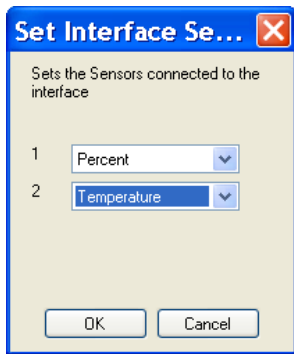 Set Interface Se...
Sets the Sensors connected to the
interface
1 Percent
2 Temperature
OK Cancel